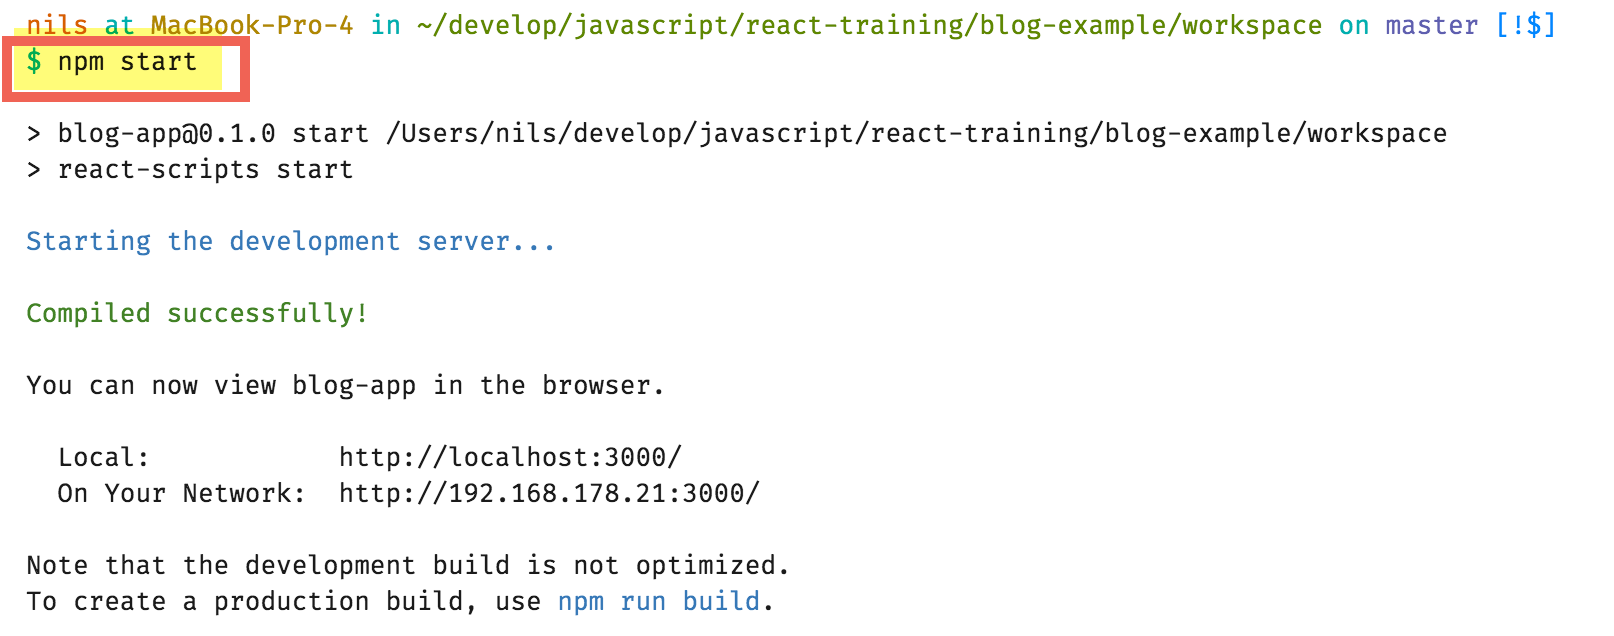 nils at MacBook-Pro-4 in ~/develop/javascript/react-training/blog-example/workspace on master [!$]
$ npm start
> blog-app@0.1.0 start /Users/nils/develop/javascript/react-training/blog-example/workspace
> react-scripts start
Starting the development server...
Compiled successfully!
You can now view blog-app in the browser.
Local: http://localhost:3000/
On Your Network: http://192.168.178.21:3000/
Note that the development build is not optimized.
To create a production build, use npm run build.